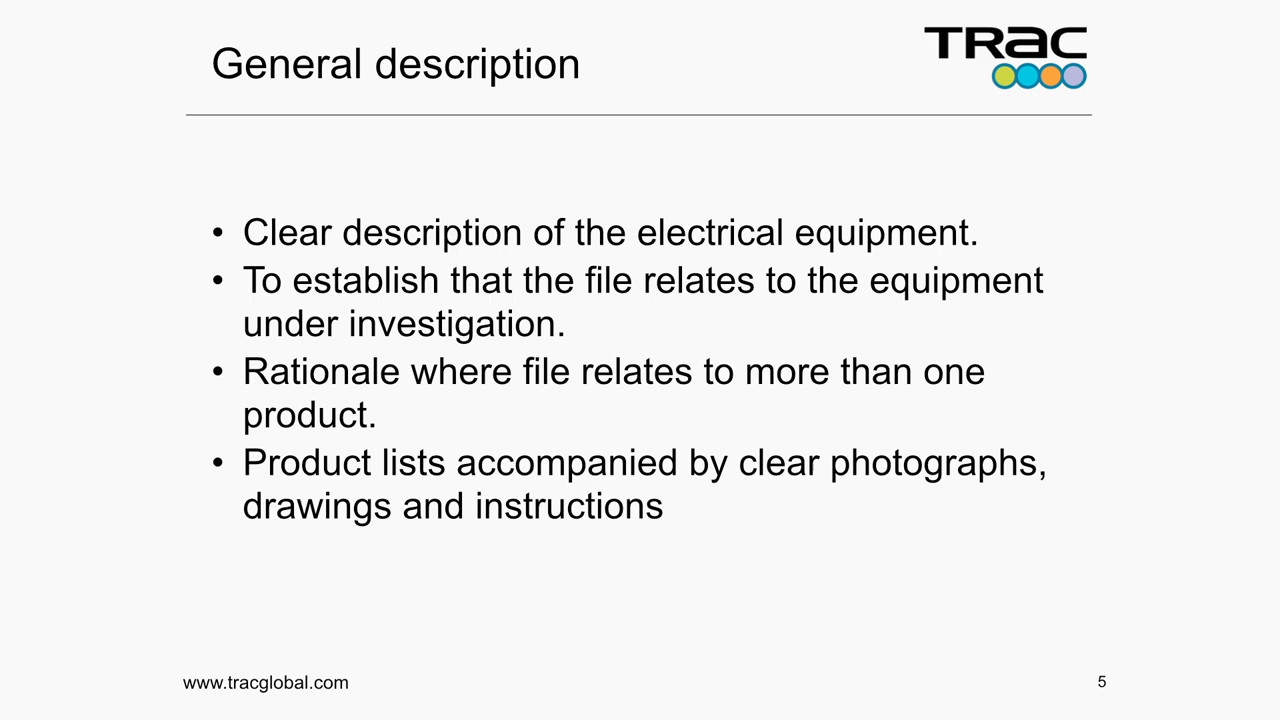 General description
TRAC
• Clear description of the electrical equipment.
• To establish that the file relates to the equipment
under investigation.
• Rationale where file relates to more than one
product.
• Product lists accompanied by clear photographs,
drawings and instructions
www.tracglobal.com
5